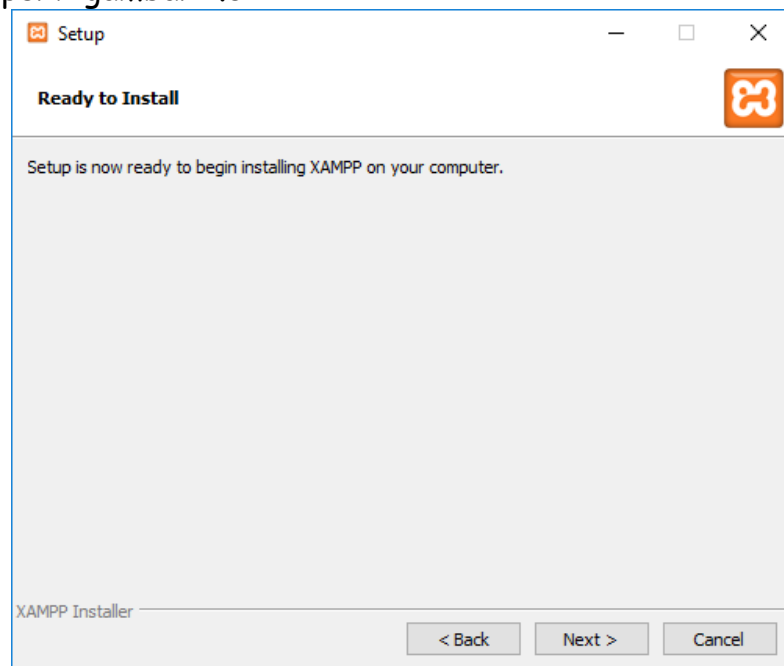 Setup
Ready to Install
Setup is now ready to begin installing XAMPP on your computer.
XAMPP Installer
< Back Next > Cancel